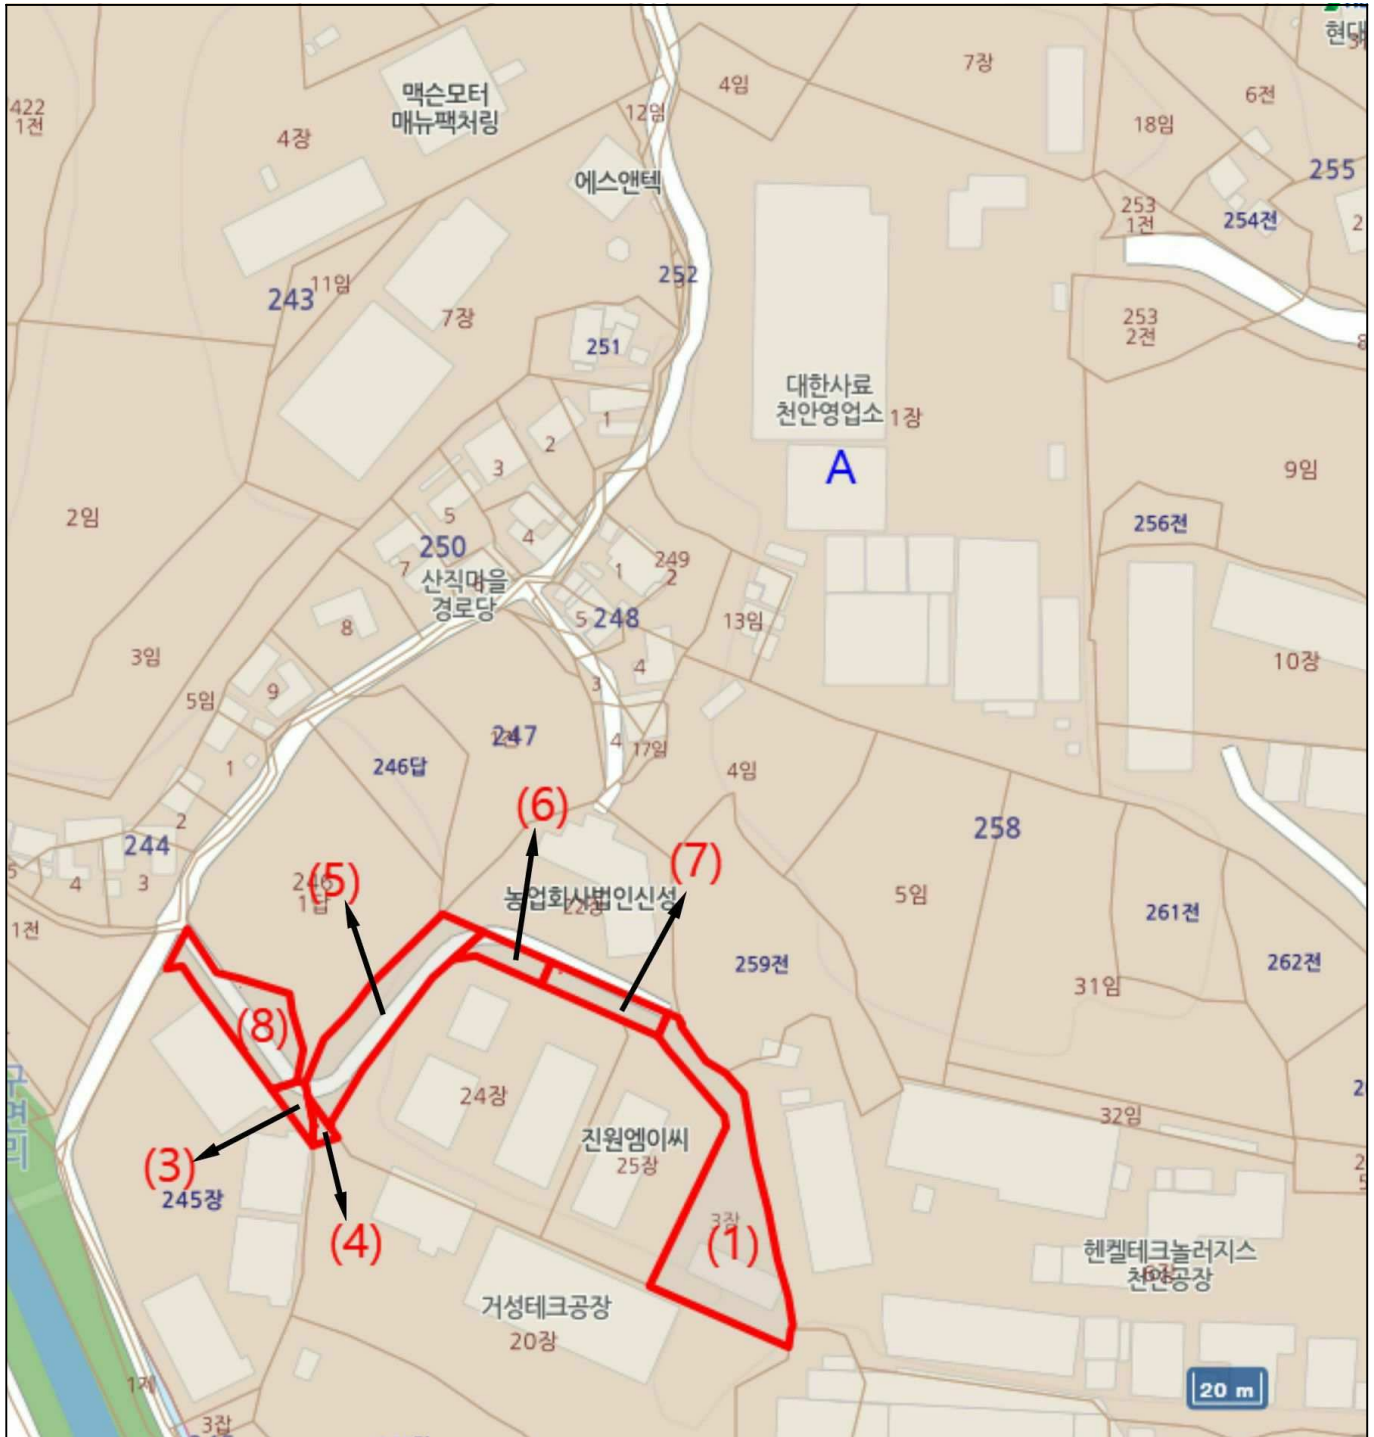 현대
422
1전
맥슨모터
매뉴팩처링
4장
12임
4임
7장
18임
6전
에스앤텍
255
253
1전
254전
2
243
11임
7장
252
251
253
2전
대한사료
천안영업소
1장
A
1
2
3
9임
2임
5
4
250
7
산직마을
경로당
249
2
1
256전
8
5
248
13임
3임
4
10장
5임
9
3
247
4
17임
1
246답
4임
(6)
258
2
244
(7)
5
4
3
(5)
246
1답
농업회사법인신성
22장
5임
261전
1전
259전
262전
31임
(8)
24장
32임
진원엠이씨
25장
(3)
245장
3장
(1)
(4)
헨켈테크놀러지스
천안공장
거성테크공장
20장
1제
20 m
3잡